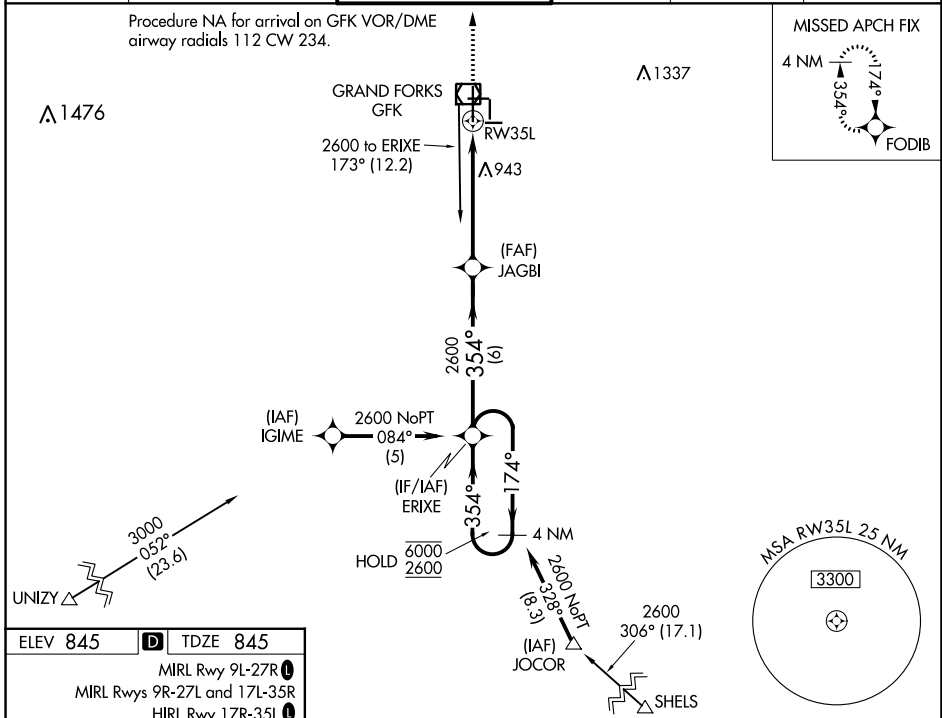 Procedure NA for arrival on GFK VOR/DME
airway radials 112 CW 234.
MISSED APCH FIX
4 NM
174°
354°
FODIB
1337
1476
GRAND FORKS
GFK
RW35L
2600 to ERIXE
173° (12.2)
943
(FAF)
JAGBI
2600
354°
(6)
(IAF)
IGIME
2600 NoPT
084°
(5)
(IF/IAF)
ERIXE
354°
174°
4 NM
HOLD
6000
2600
3000
052°
(23.6)
UNIZY
2600 NoPT
328°
(8.3)
(IAF)
JOCOR
2600
306° (17.1)
SHELS
MSA RW35L 25 NM
3300
ELEV 845 D TDZE 845
MIRL Rwy 9L-27R L
MIRL Rwys 9R-27L and 17L-35R
HIRL Rwy 17R-35L L